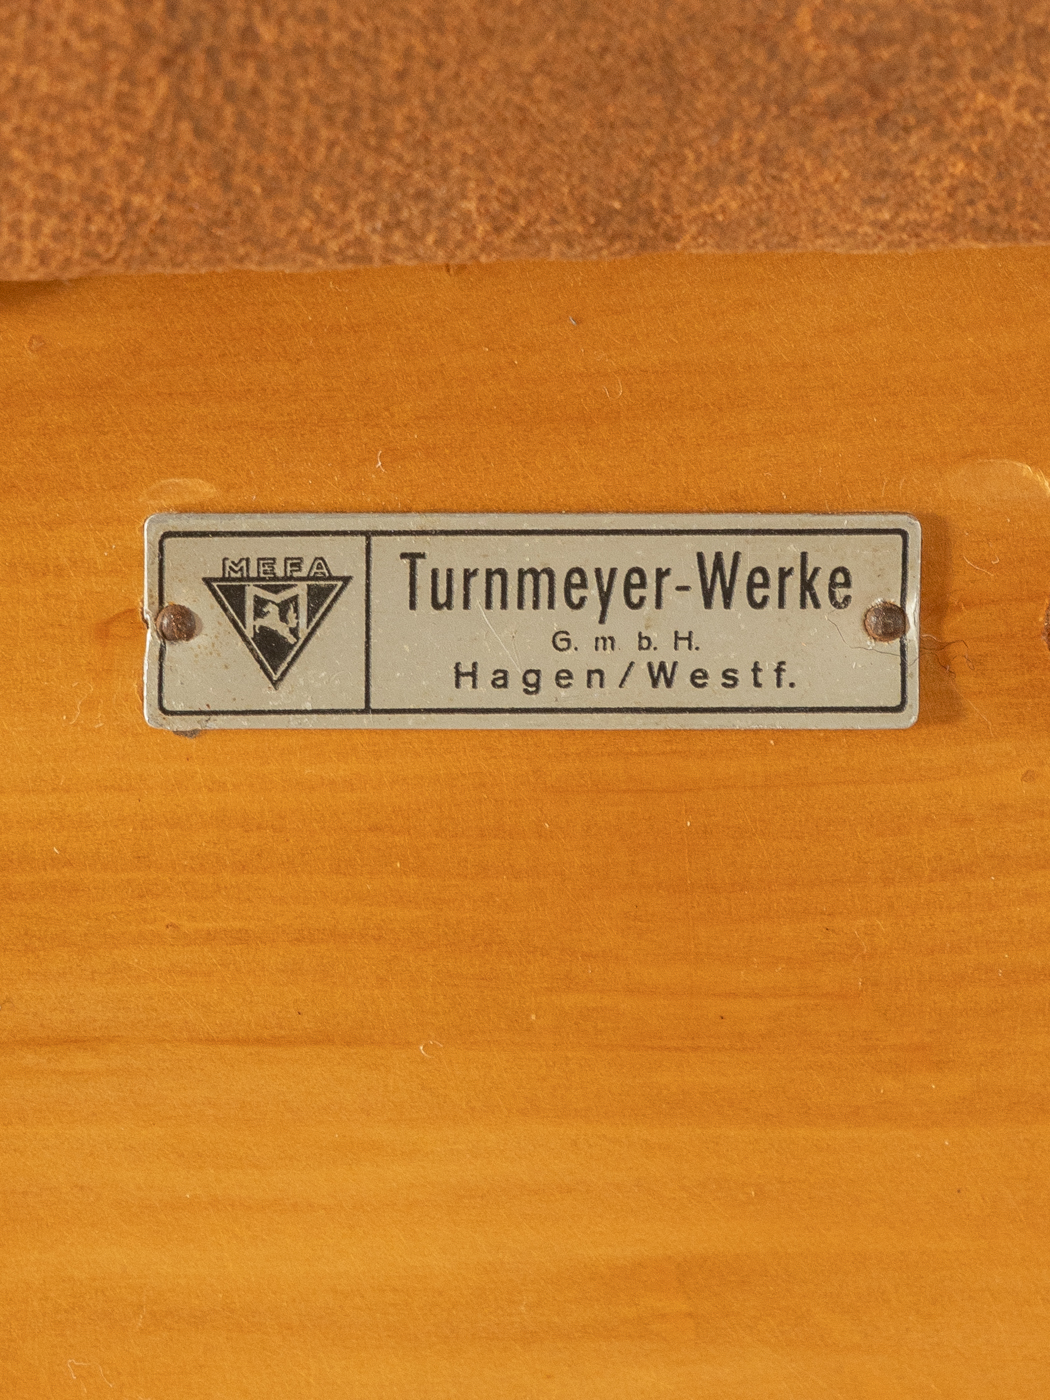 MEFA
Turnmeyer-Werke
G. m. b. H.
Hagen/Westf.